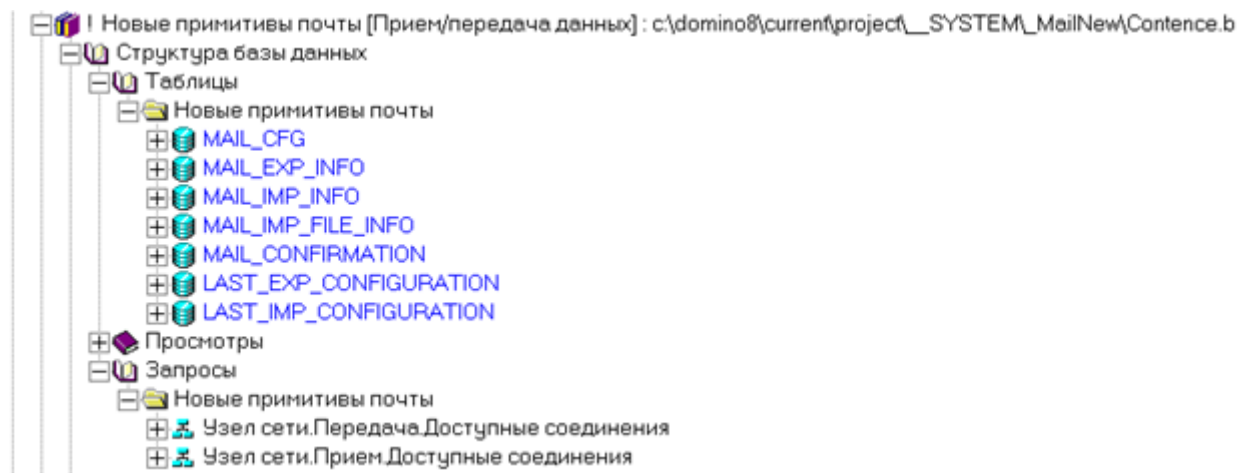 ! Новые примитивы почты [Прием/передача данных] : c:\domino8\current\project\__SYSTEM\_MailNew\Contence.b
Структура базы данных
Таблицы
Новые примитивы почты
MAIL_CFG
MAIL_EXP_INFO
MAIL_IMP_INFO
MAIL_IMP_FILE_INFO
MAIL_CONFIRMATION
LAST_EXP_CONFIGURATION
LAST_IMP_CONFIGURATION
Просмотры
Запросы
Новые примитивы почты
Узел сети.Передача.Доступные соединения
Узел сети.Прием.Доступные соединения